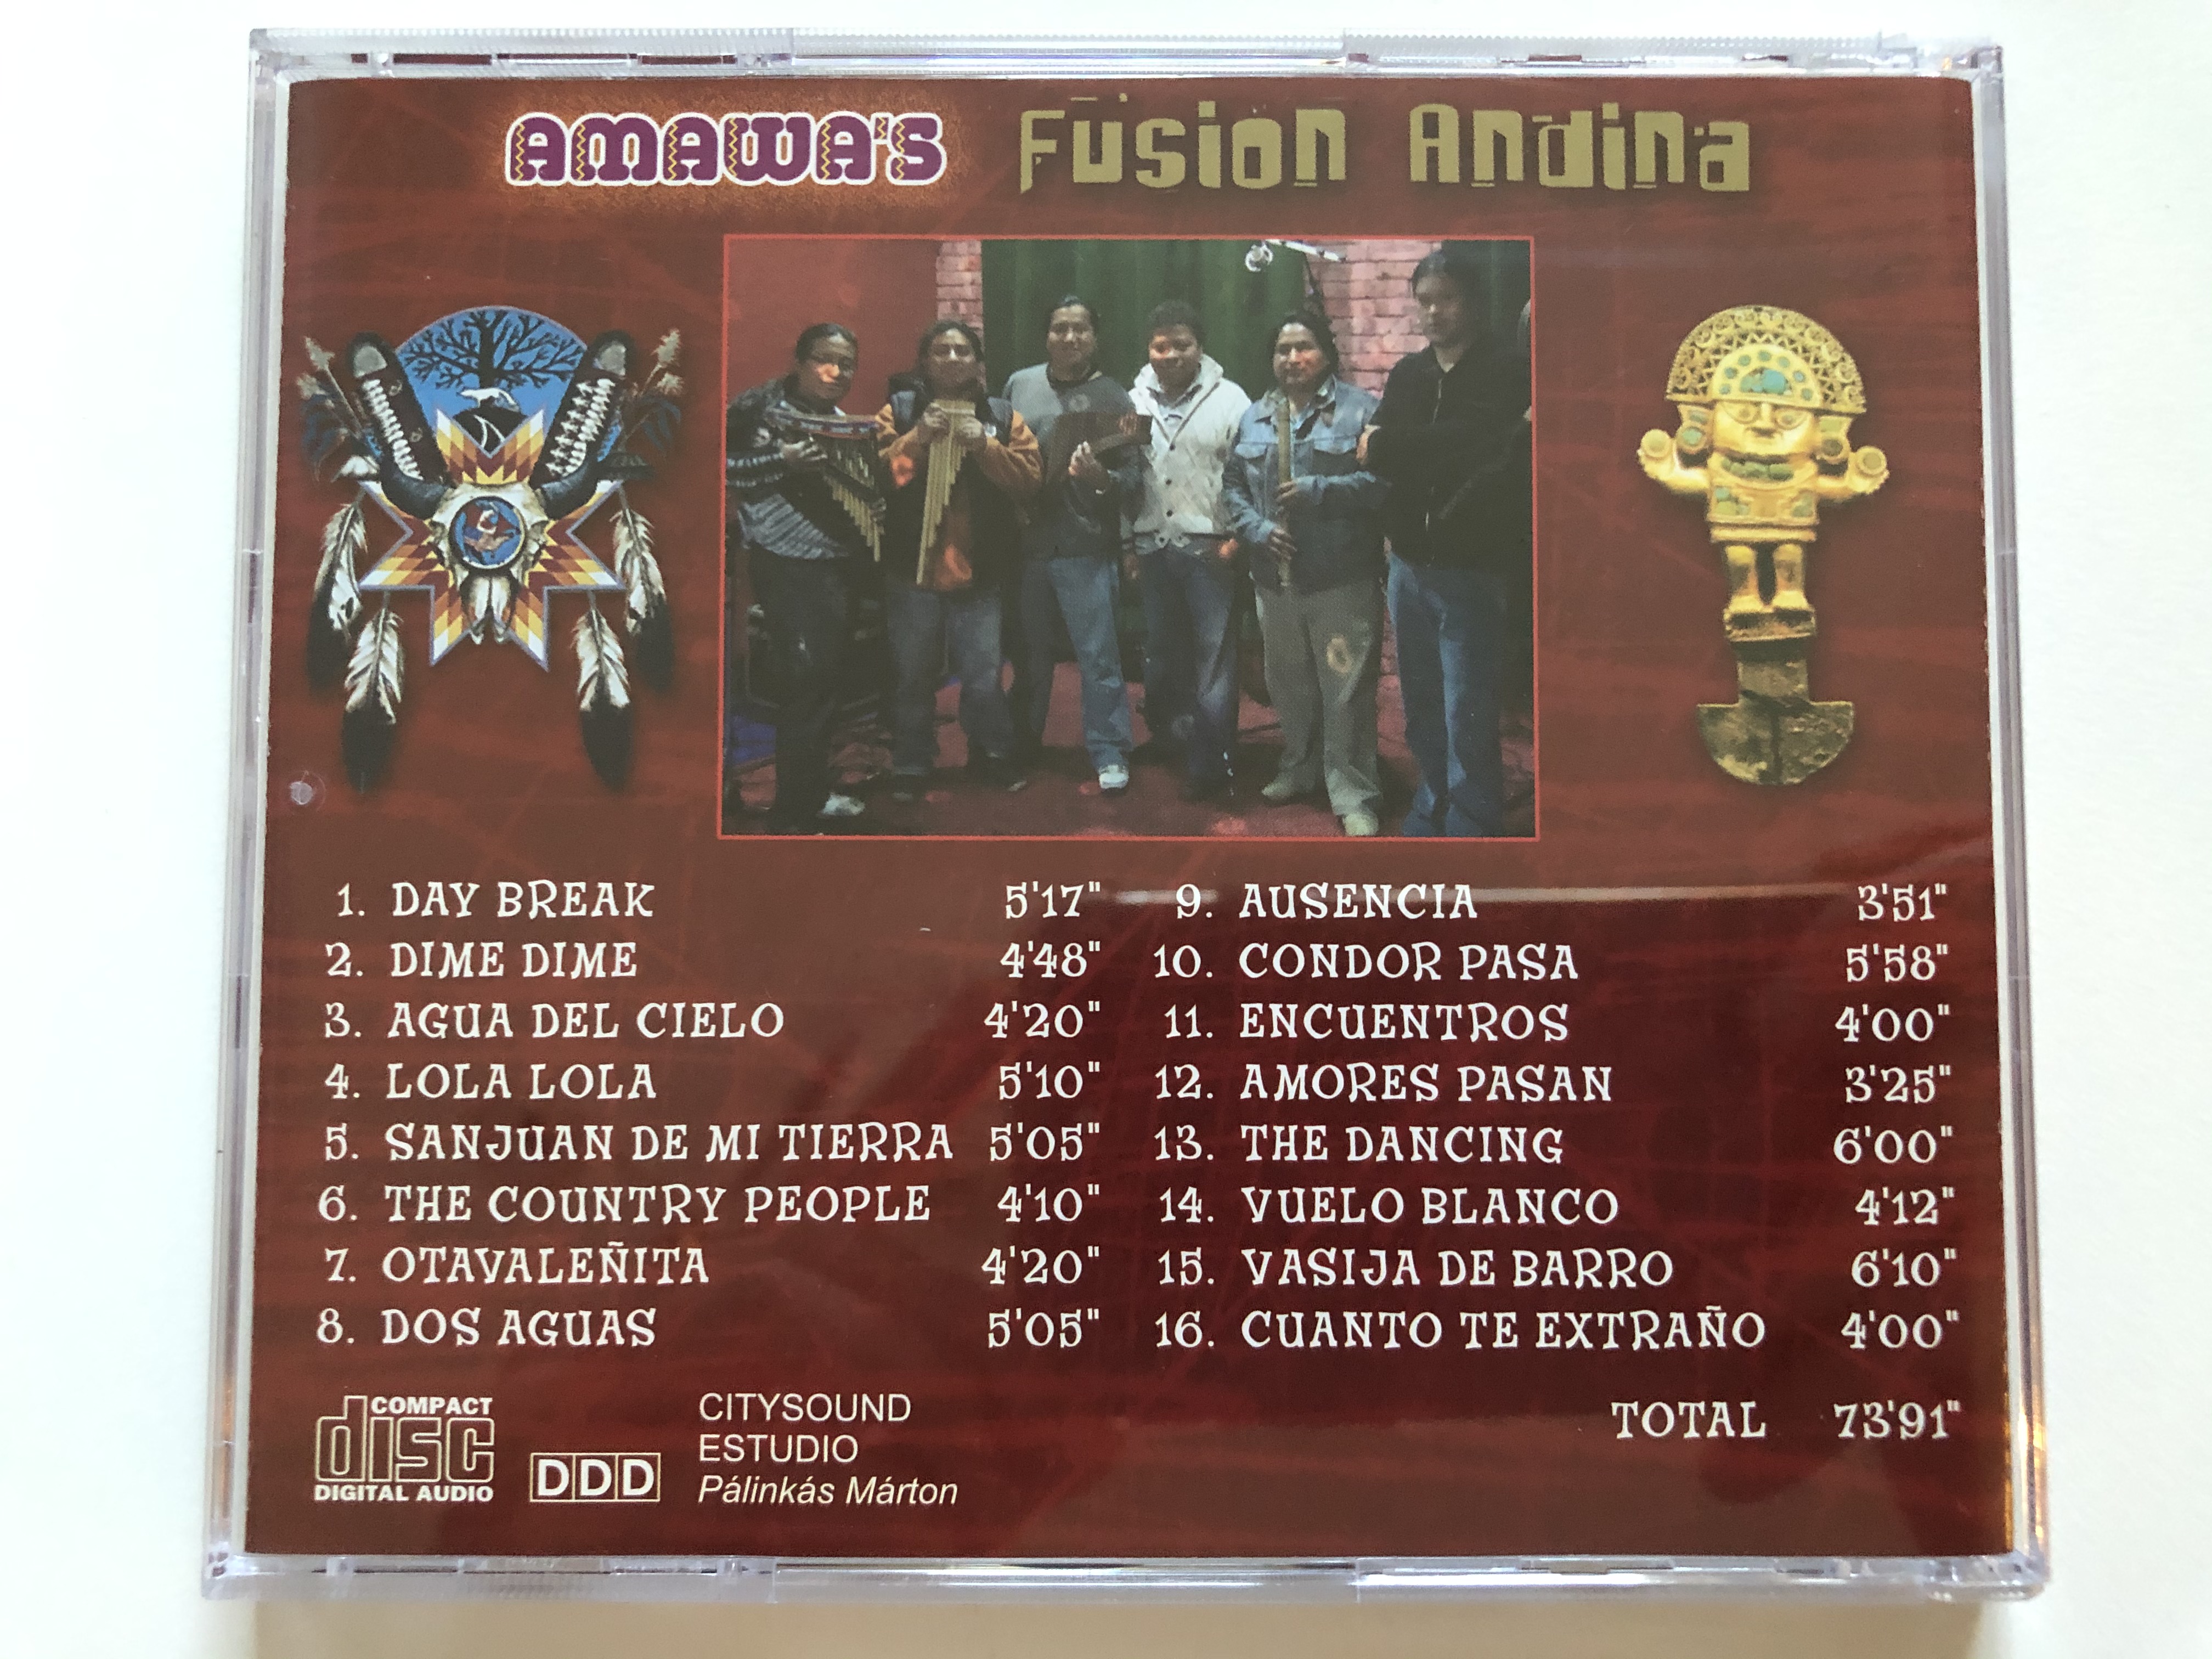 AMAWA'S Fusion Andina
1. DAY BREAK 5'17"
2. DIME DIME 4'48"
3. AGUA DEL CIELO 4'20"
4. LOLA LOLA 5'10"
5. SANJUAN DE MI TIERRA 5'05"
6. THE COUNTRY PEOPLE 4'10"
7. OTAVALEÑITA 4'20"
8. DOS AGUAS 5'05"
9. AUSENCIA 3'51"
10. CONDOR PASA 5'58"
11. ENCUENTROS 4'00"
12. AMORES PASAN 3'25"
13. THE DANCING 6'00"
14. VUELO BLANCO 4'12"
15. VASIJA DE BARRO 6'10"
16. CUANTO TE EXTRAÑO 4'00"
TOTAL 73'91"
COMPACT
disc
DIGITAL AUDIO
DDD
CITYSOUND
ESTUDIO
Pálinkás Márton